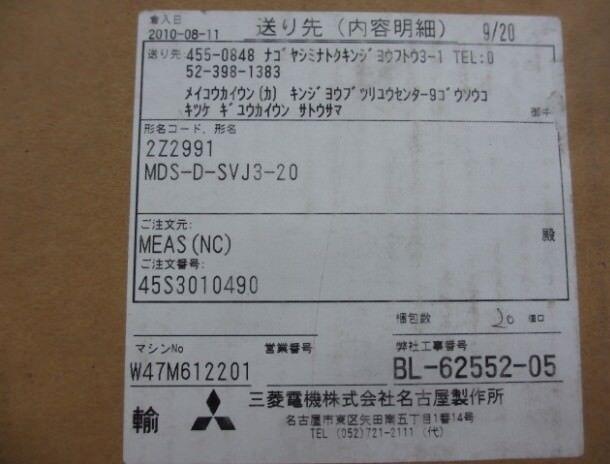 倉入日
2010-08-11
送り先 (内容明細) 9/20
送り先 455-0848 ナゴヤシミナトクキンジヨウフトウ3-1 TEL:0
52-398-1383
メイコウカイウン(カ) キンジヨウブツリユウセンター9ゴウソウコ
キツケ ギユウカイウン サトウサマ
御中
形名コード、形名
2Z2991
MDS-D-SVJ3-20
ご注文元:
MEAS(NC) 殿
ご注文番号:
45S3010490
梱包数 20 個口
マシンNo 営業番号 弊社工事番号
W47M612201 BL-62552-05
輸 三菱電機株式会社名古屋製作所
名古屋市東区矢田南五丁目1番14号
TEL (052)721-2111 (代)